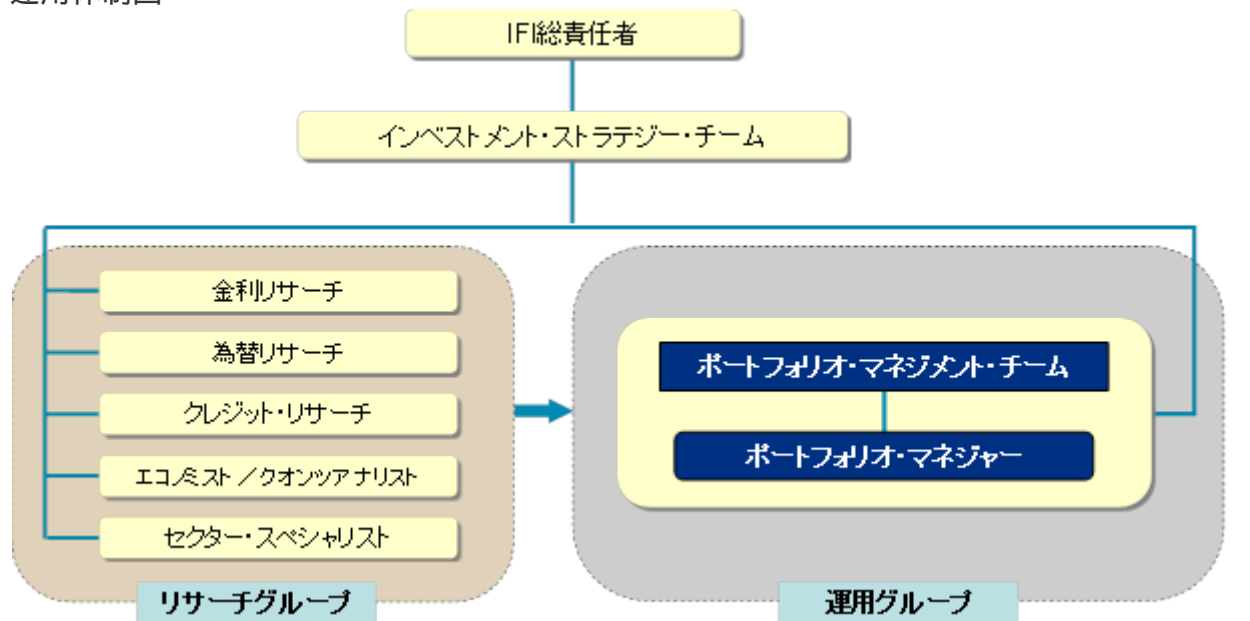 運用体制図
IFI総責任者
インベストメント・ストラテジー・チーム
金利リサーチ
為替リサーチ
クレジット・リサーチ
エコノミスト／クオンツアナリスト
セクター・スペシャリスト
リサーチグループ
ポートフォリオ・マネジメント・チーム
ポートフォリオ・マネジャー
運用グループ